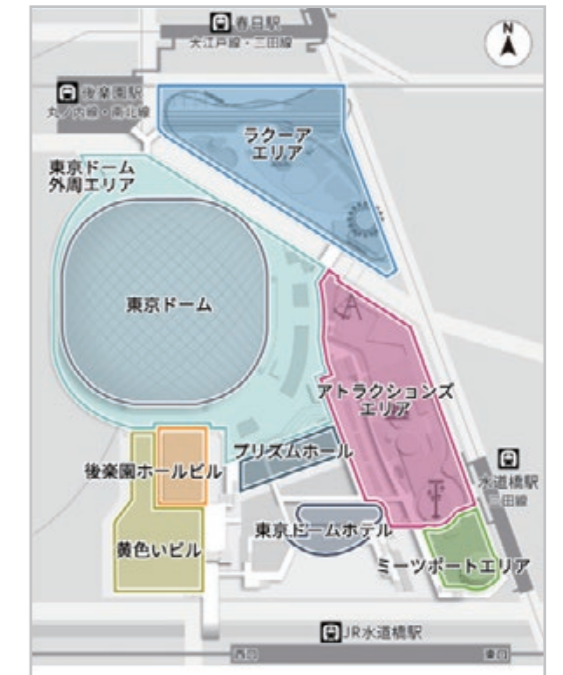 N
春日駅
大江戸線・三田線
後楽園駅
丸ノ内線・南北線
ラクーア
エリア
東京ドーム
外周エリア
東京ドーム
アトラクションズ
エリア
プリズムホール
後楽園ホールビル
水道橋駅
三田線
東京ドームホテル
黄色いビル
ミーツポートエリア
JR水道橋駅
西口
東口